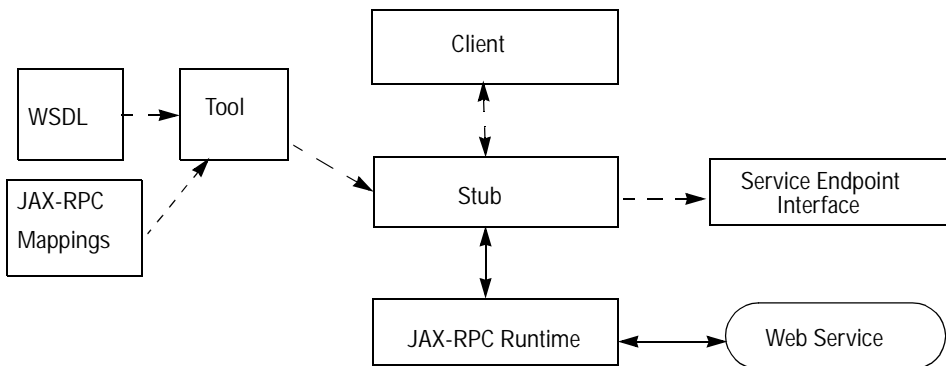 Client
WSDL
Tool
JAX-RPC
Mappings
Stub
Service Endpoint
Interface
JAX-RPC Runtime
Web Service